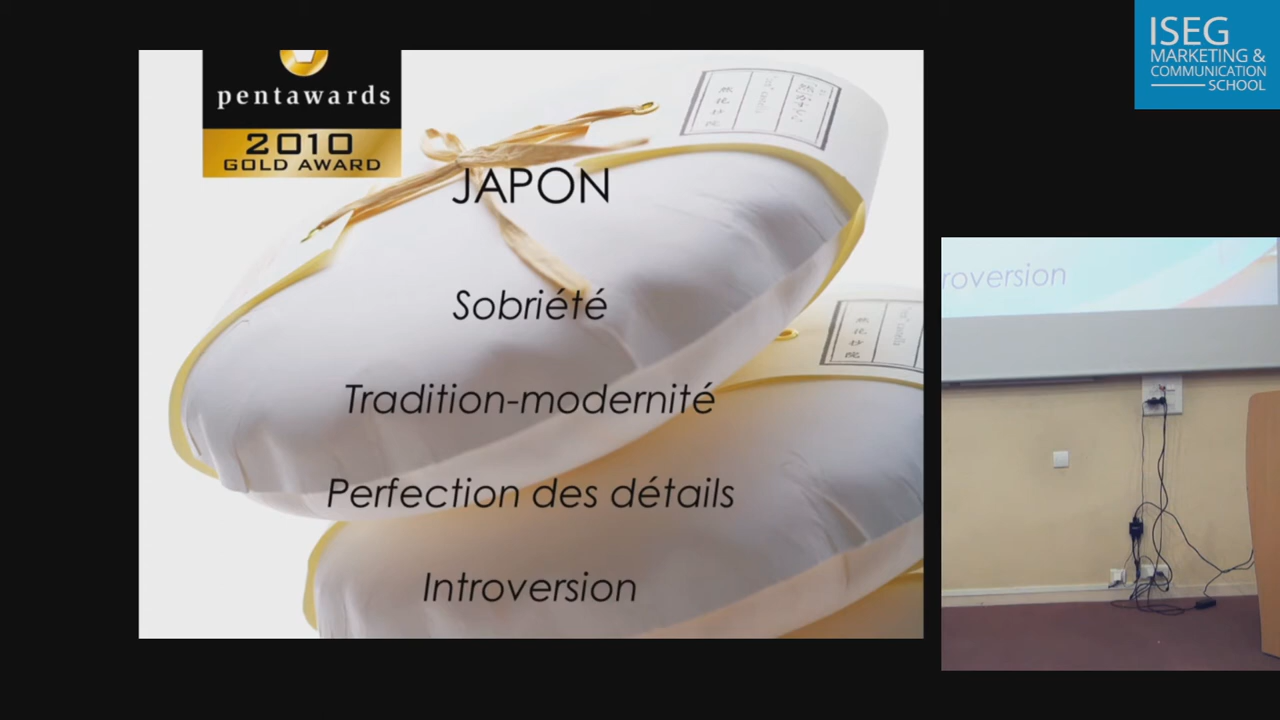 ISEG
MARKETING &
COMMUNICATION
SCHOOL
pentawards
2010
GOLD AWARD
JAPON
Sobriété
Tradition-modernité
Perfection des détails
Introversion
roversion